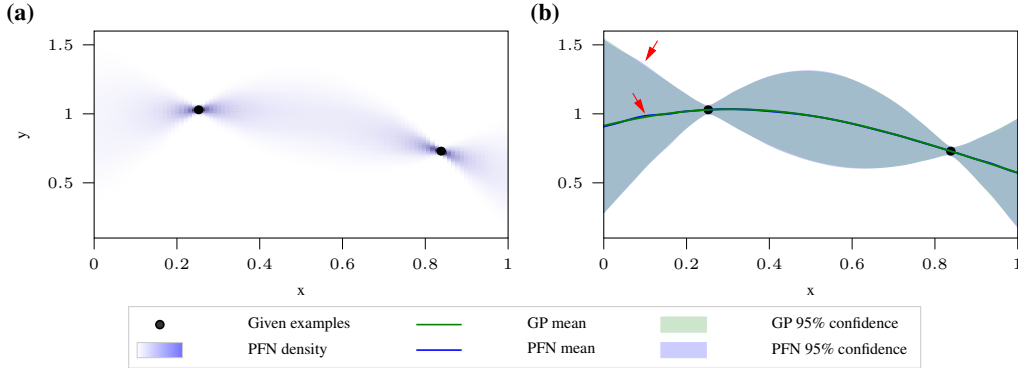 (a)
(b)
1.5
1
0.5
y
0
0.2
0.4
0.6
0.8
1
x
1.5
1
0.5
0
0.2
0.4
0.6
0.8
1
x
Given examples
GP mean
GP 95% confidence
PFN density
PFN mean
PFN 95% confidence